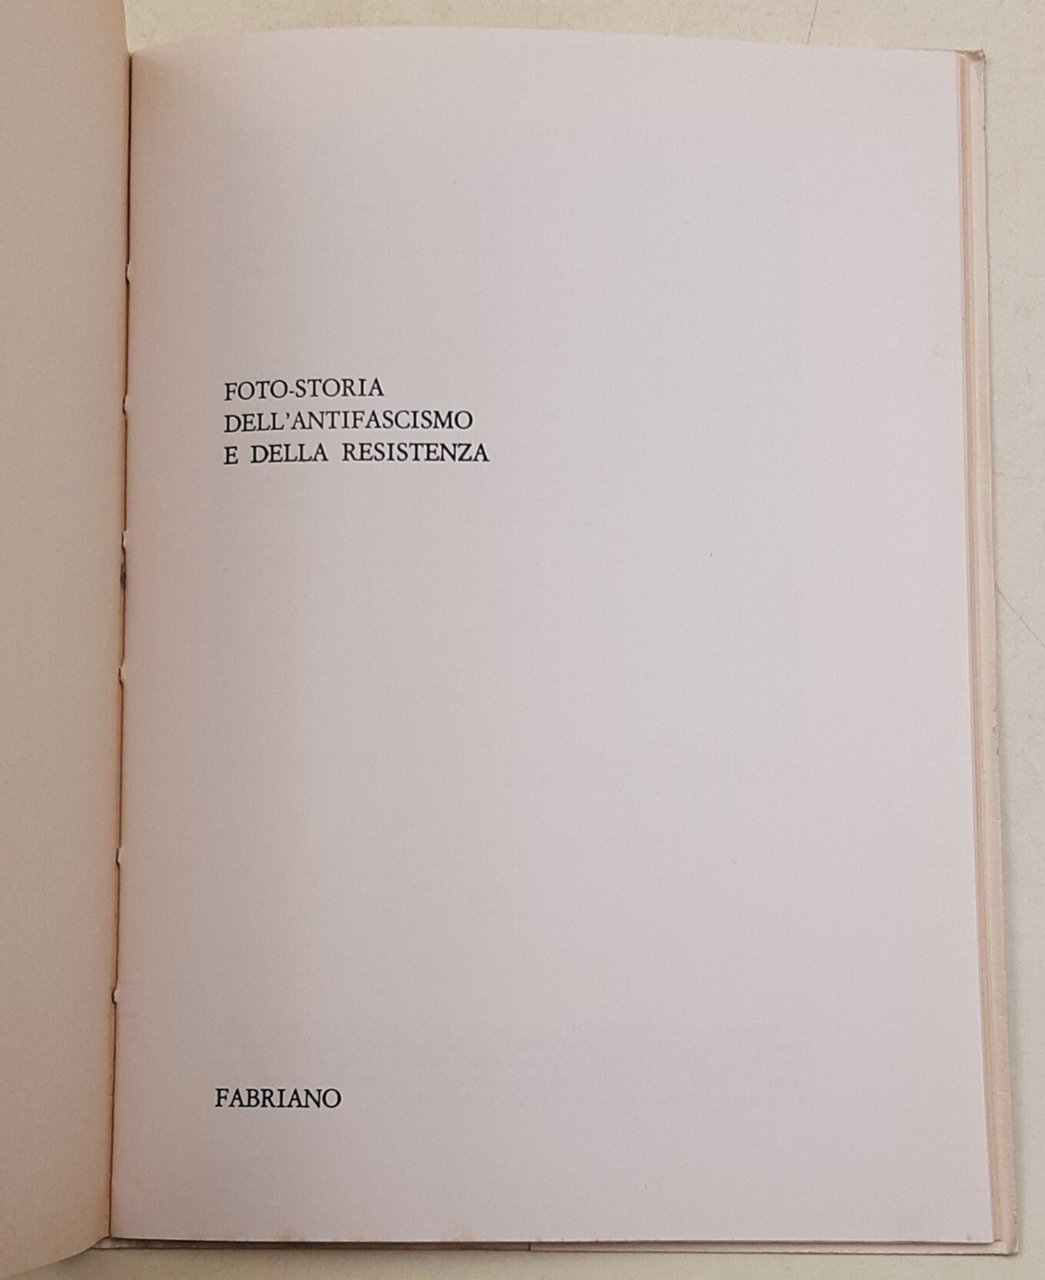 FOTO-STORIA
DELL'ANTIFASCISMO
E DELLA RESISTENZA
FABRIANO